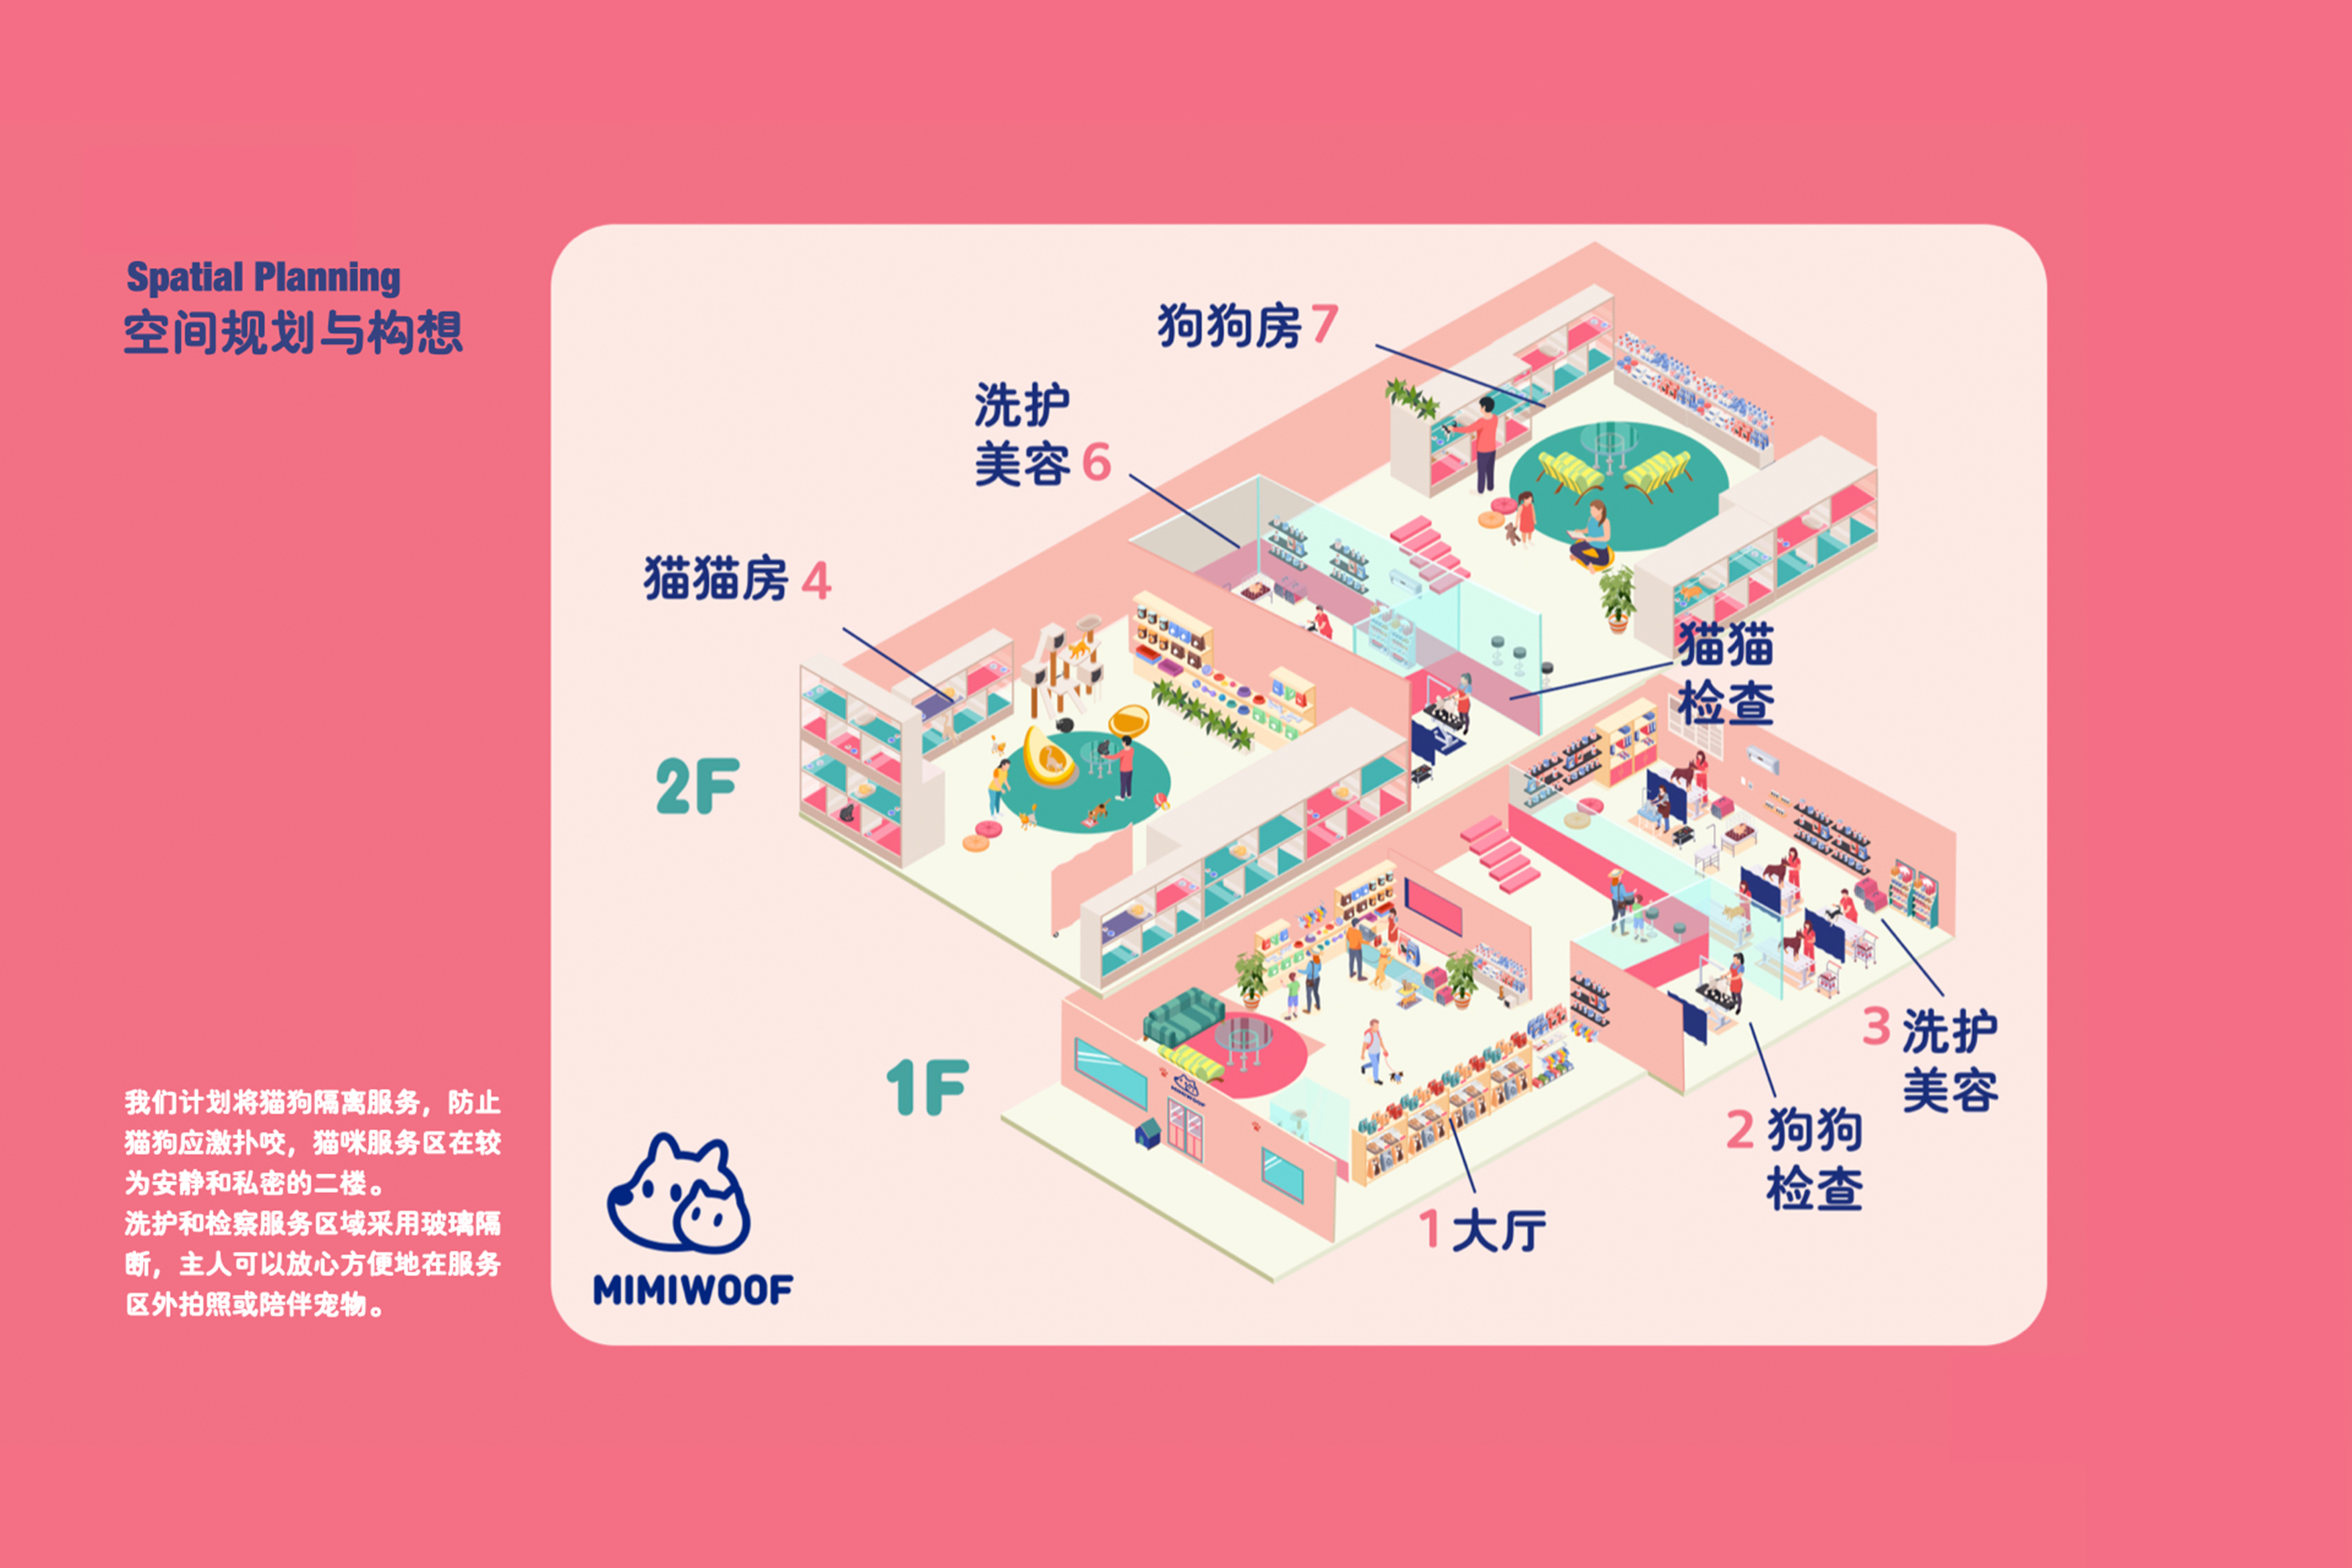 Spatial Planning
空间规划与构想
我们计划将猫狗隔离服务，防止
猫狗应激扑咬，猫咪服务区在较
为安静和私密的二楼。
洗护和检察服务区域采用玻璃隔
断，主人可以放心方便地在服务
区外拍照或陪伴宠物。
狗狗房 7
洗护
美容 6
猫猫房 4
猫猫
检查
2F
1F
3 洗护
美容
2 狗狗
检查
1 大厅
MIMIWOOF